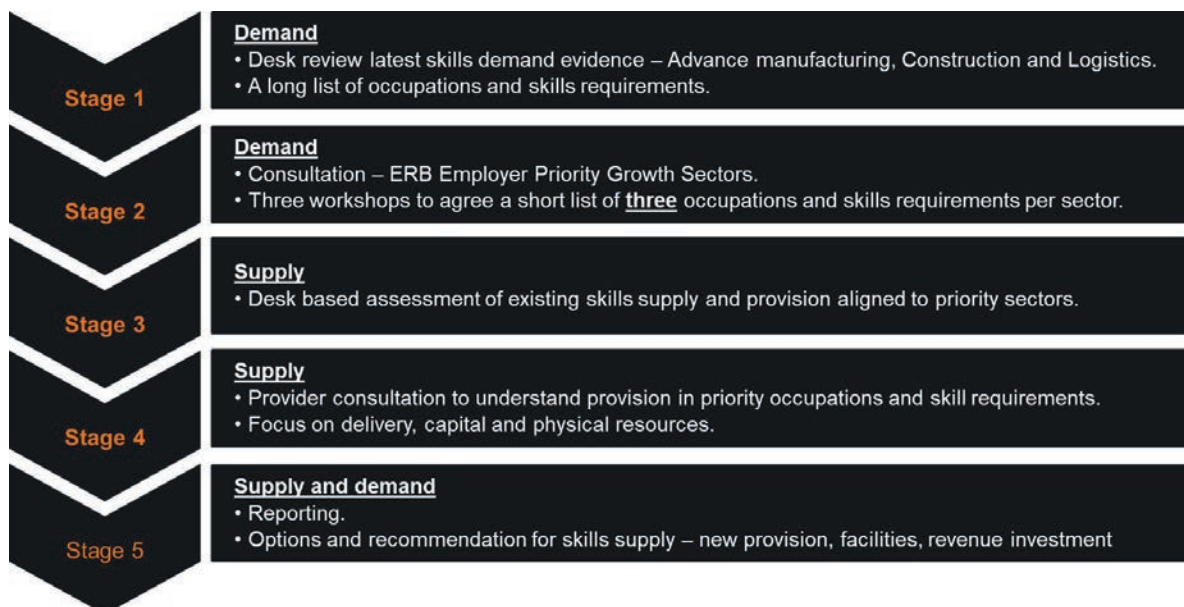 Stage 1
Demand
• Desk review latest skills demand evidence – Advance manufacturing, Construction and Logistics.
• A long list of occupations and skills requirements.
Stage 2
Demand
• Consultation – ERB Employer Priority Growth Sectors.
• Three workshops to agree a short list of three occupations and skills requirements per sector.
Stage 3
Supply
• Desk based assessment of existing skills supply and provision aligned to priority sectors.
Stage 4
Supply
• Provider consultation to understand provision in priority occupations and skill requirements.
• Focus on delivery, capital and physical resources.
Stage 5
Supply and demand
• Reporting.
• Options and recommendation for skills supply – new provision, facilities, revenue investment